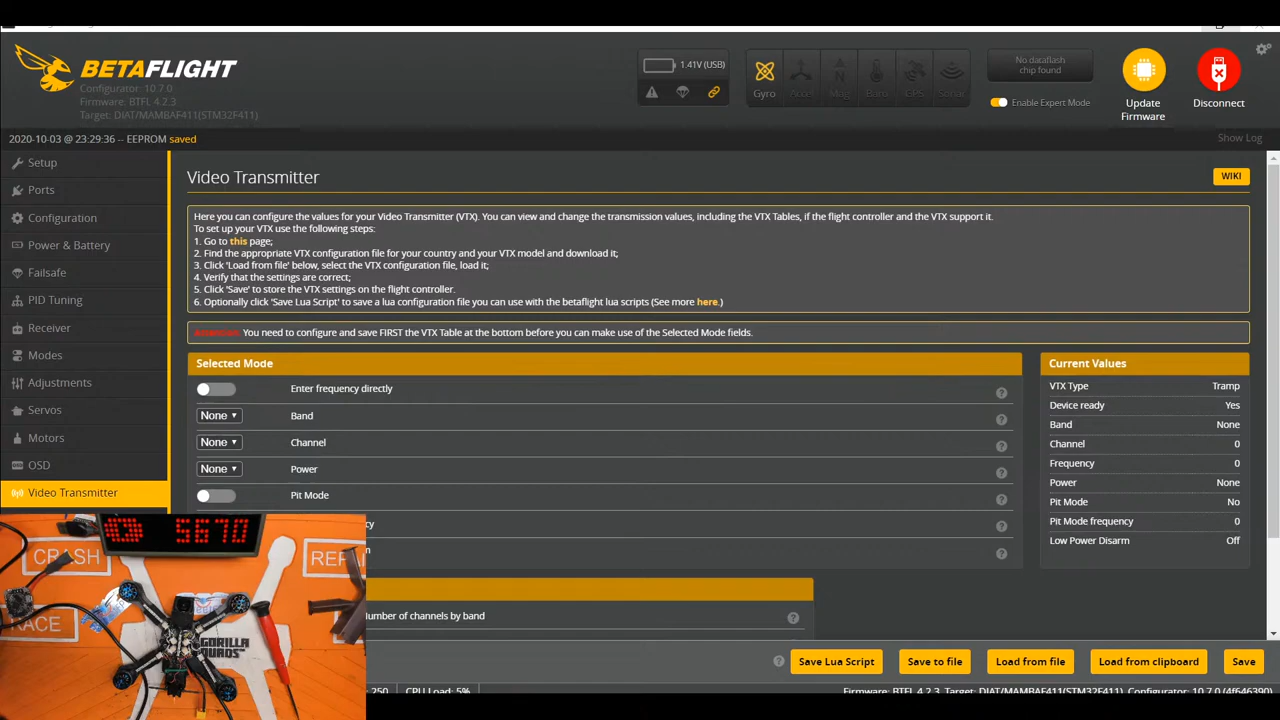 BETAFLIGHT
Configurator: 10.7.0
Firmware: BTFL 4.2.3
Target: DIAT/MAMBAF411(STM32F411)
1.41V (USB)
Gyro
Accel
Mag
Baro
GPS
Sonar
No dataflash
chip found
Enable Expert Mode
Update
Firmware
Disconnect
2020-10-03 @ 23:29:36 -- EEPROM saved
Show Log
Setup
Ports
Configuration
Power & Battery
Failsafe
PID Tuning
Receiver
Modes
Adjustments
Servos
Motors
OSD
Video Transmitter
Video Transmitter
WIKI
Here you can configure the values for your Video Transmitter (VTX). You can view and change the transmission values, including the VTX Tables, if the flight controller and the VTX support it.
To set up your VTX use the following steps:
1. Go to this page;
2. Find the appropriate VTX configuration file for your country and your VTX model and download it;
3. Click 'Load from file' below, select the VTX configuration file, load it;
4. Verify that the settings are correct;
5. Click 'Save' to store the VTX settings on the flight controller.
6. Optionally click 'Save Lua Script' to save a lua configuration file you can use with the betaflight lua scripts (See more here.)
Attention: You need to configure and save FIRST the VTX Table at the bottom before you can make use of the Selected Mode fields.
Selected Mode
Enter frequency directly
None Band
None Channel
None Power
Pit Mode
cy
m
Number of channels by band
Current Values
VTX Type Tramp
Device ready Yes
Band None
Channel 0
Frequency 0
Power None
Pit Mode No
Pit Mode frequency 0
Low Power Disarm Off
5670
CRASH
REPA
RACE
GORILLA
QUADS
Save Lua Script
Save to file
Load from file
Load from clipboard
Save
250
CPU Load: 5%
Firmware: BTFL 4.2.3, Target: DIAT/MAMBAF411(STM32F411), Configurator: 10.7.0 (4f646390)